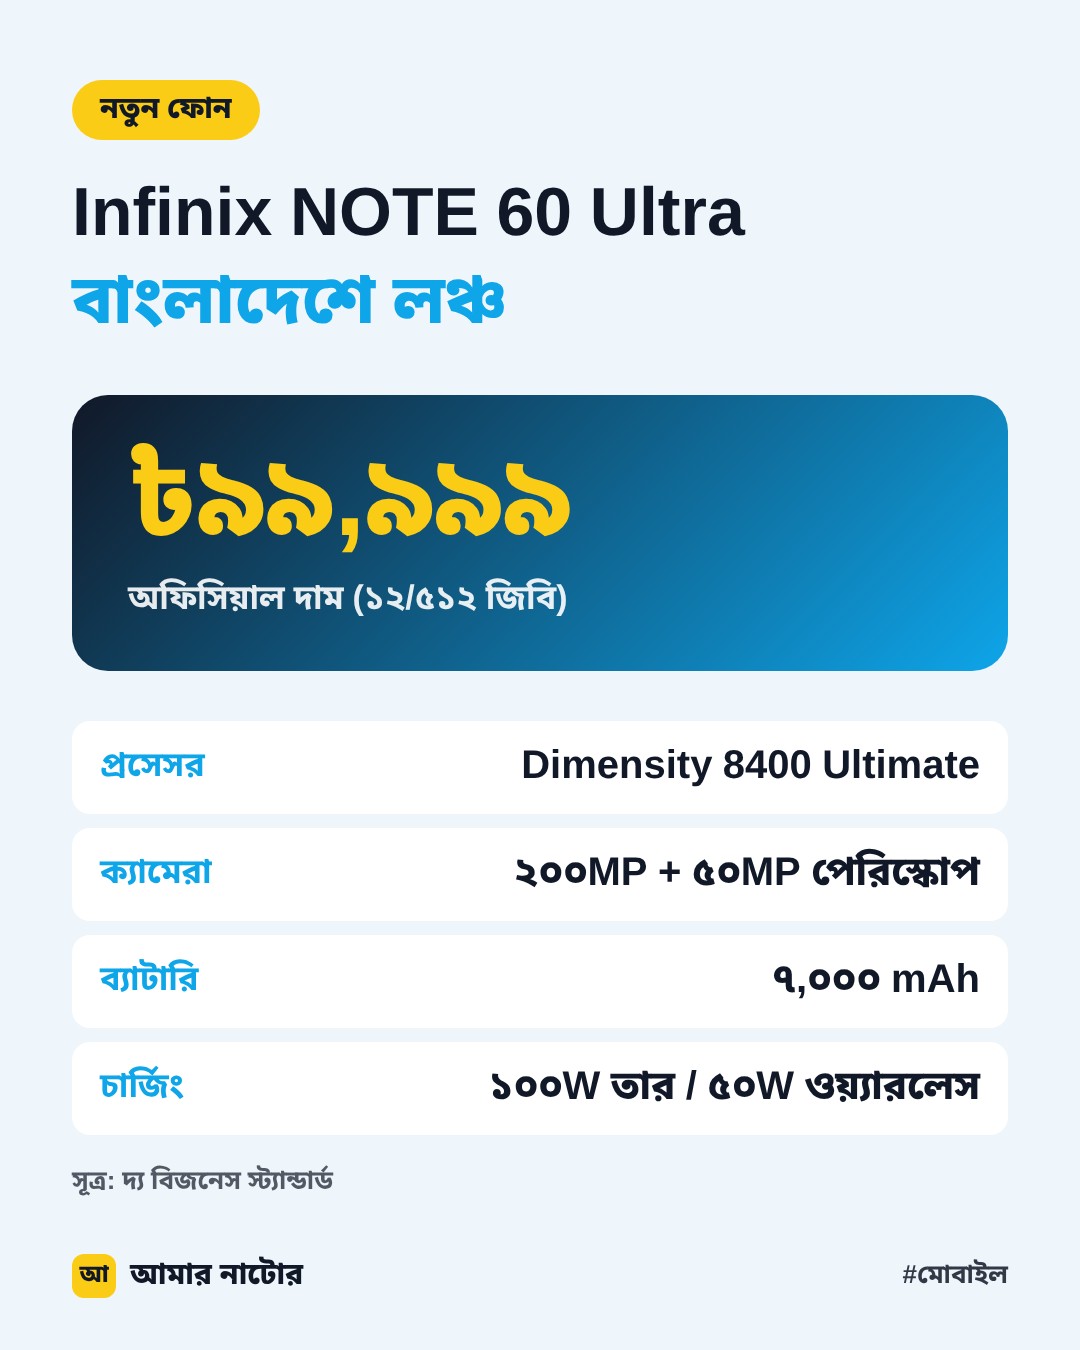 নতুন ফোন
Infinix NOTE 60 Ultra
বাংলাদেশে লঞ্চ
৳৯৯,৯৯৯
অফিসিয়াল দাম (১২/৫১২ জিবি)
প্রসেসর Dimensity 8400 Ultimate
ক্যামেরা ২০০MP + ৫০MP পেরিস্কোপ
ব্যাটারি ৭,০০০ mAh
চার্জিং ১০০W তার / ৫০W ওয়্যারলেস
সূত্র: দ্য বিজনেস স্ট্যান্ডার্ড
আ আমার নাটোর #মোবাইল